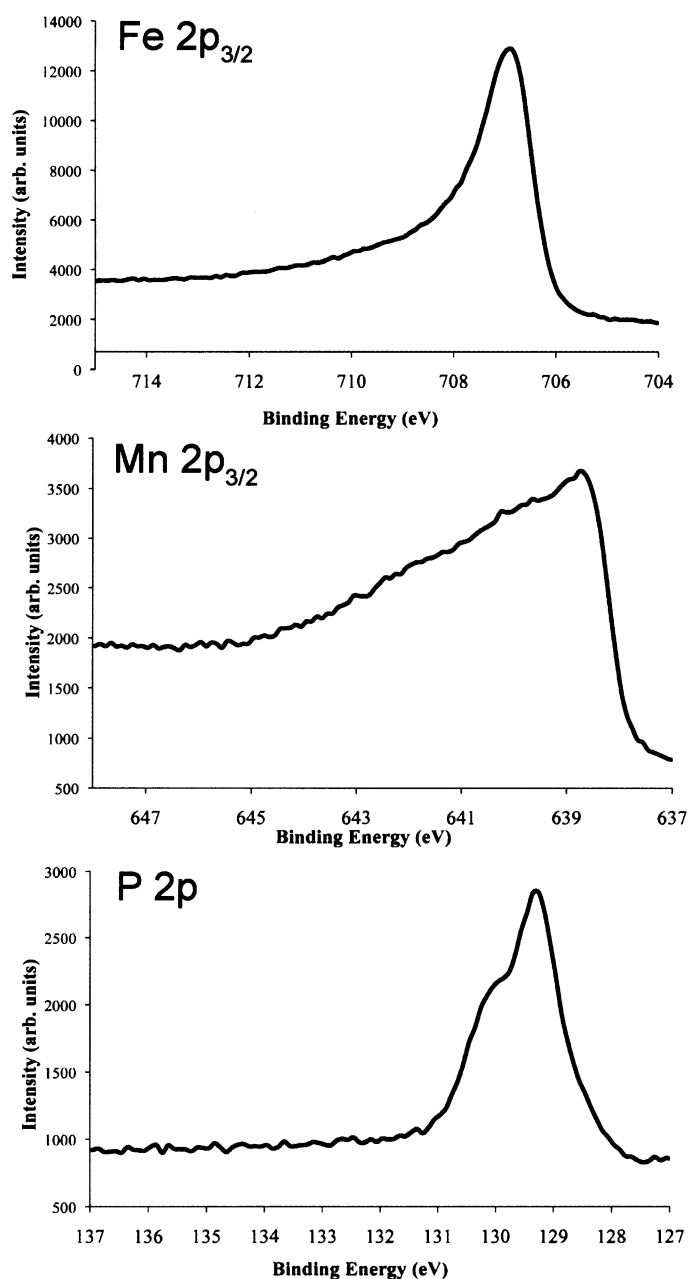 Fe 2p3/2
14000
12000
10000
8000
6000
4000
2000
0
Intensity (arb. units)
714 712 710 708 706 704
Binding Energy (eV)
Mn 2p3/2
4000
3500
3000
2500
2000
1500
1000
500
Intensity (arb. units)
647 645 643 641 639 637
Binding Energy (eV)
P 2p
3000
2500
2000
1500
1000
500
Intensity (arb. units)
137 136 135 134 133 132 131 130 129 128 127
Binding Energy (eV)